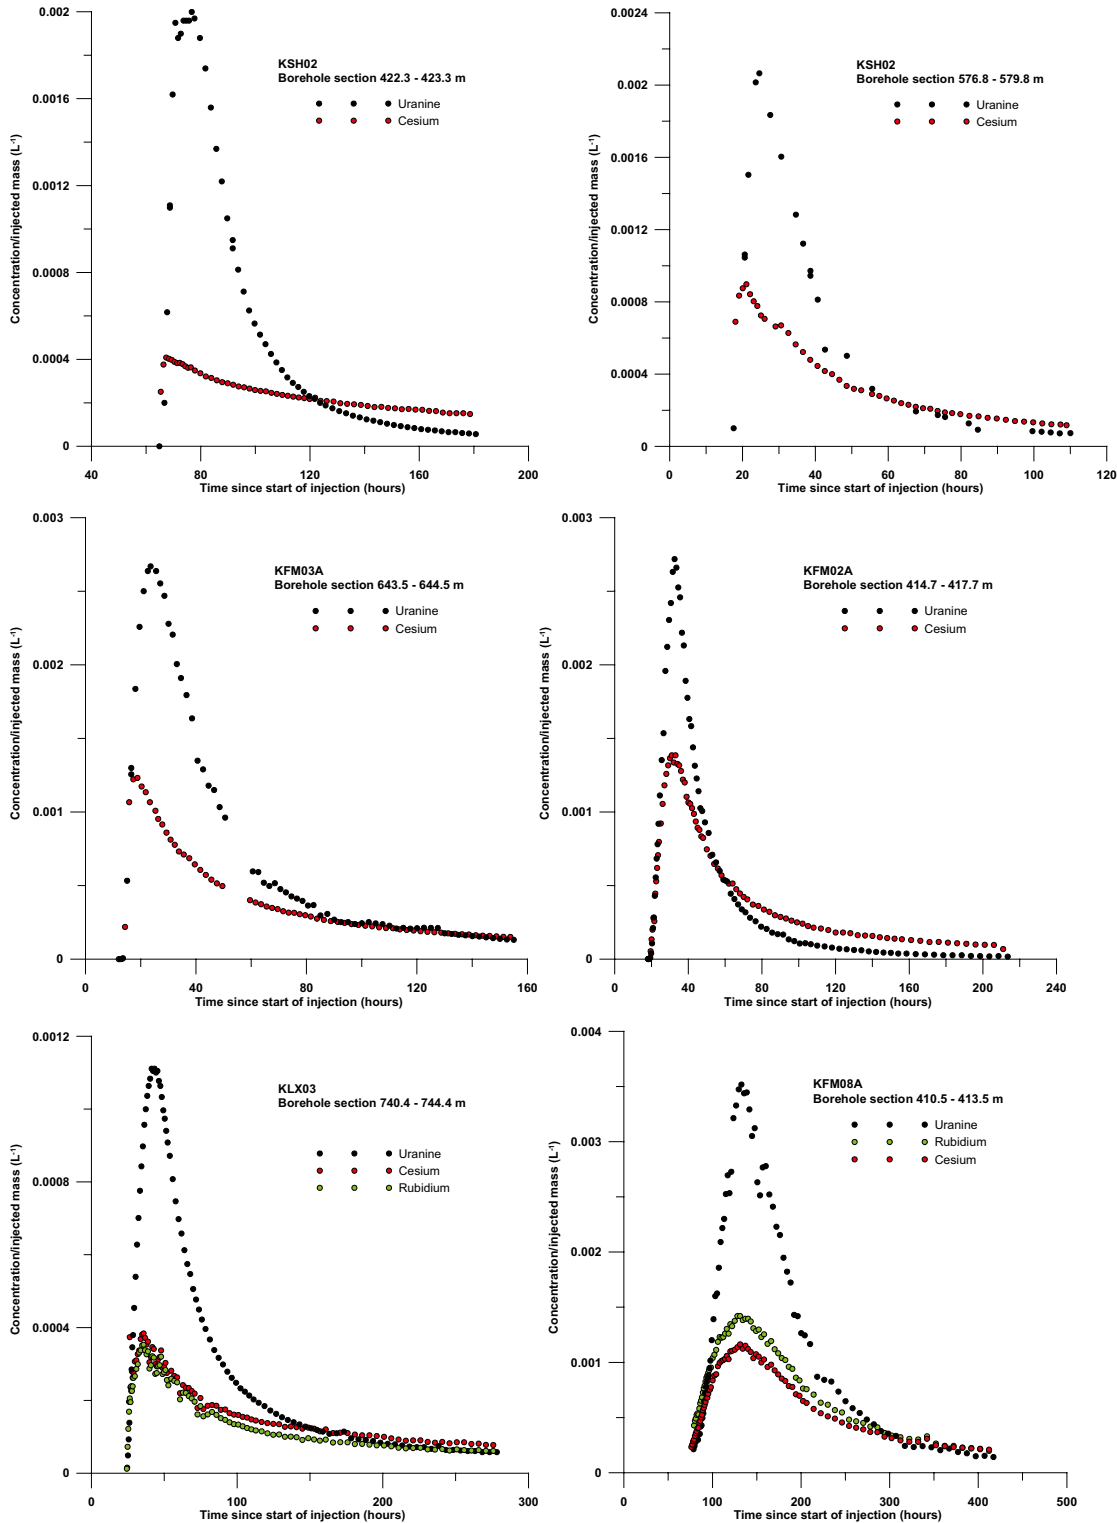 KSH02
Borehole section 422.3 - 423.3 m
Uranine
Cesium
Concentration/injected mass (L-1)
0.002
0.0016
0.0012
0.0008
0.0004
0
40 80 120 160 200
Time since start of injection (hours)
KSH02
Borehole section 576.8 - 579.8 m
Uranine
Cesium
Concentration/injected mass (L-1)
0.0024
0.002
0.0016
0.0012
0.0008
0.0004
0
0 20 40 60 80 100 120
Time since start of injection (hours)
KFM03A
Borehole section 643.5 - 644.5 m
Uranine
Cesium
Concentration/injected mass (L-1)
0.003
0.002
0.001
0
0 40 80 120 160
Time since start of injection (hours)
KFM02A
Borehole section 414.7 - 417.7 m
Uranine
Cesium
Concentration/injected mass (L-1)
0.003
0.002
0.001
0
0 40 80 120 160 200 240
Time since start of injection (hours)
KLX03
Borehole section 740.4 - 744.4 m
Uranine
Cesium
Rubidium
Concentration/injected mass (L-1)
0.0012
0.0008
0.0004
0
0 100 200 300
Time since start of injection (hours)
KFM08A
Borehole section 410.5 - 413.5 m
Uranine
Rubidium
Cesium
Concentration/injected mass (L-1)
0.004
0.003
0.002
0.001
0
0 100 200 300 400 500
Time since start of injection (hours)